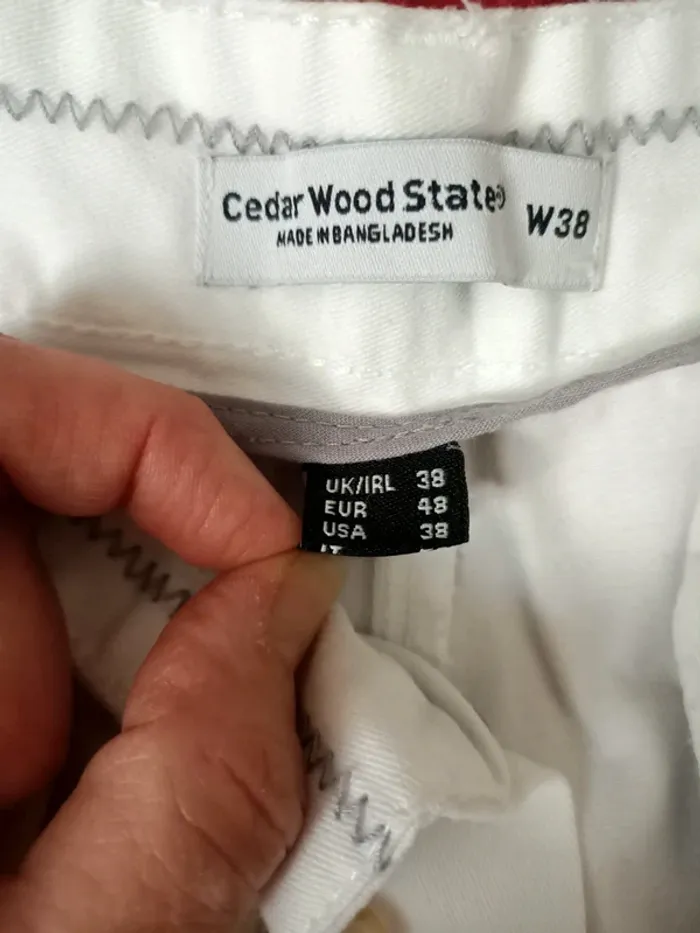 Cedar Wood State®
MADE IN BANGLADESH
W38
UK/IRL 38
EUR 48
USA 38